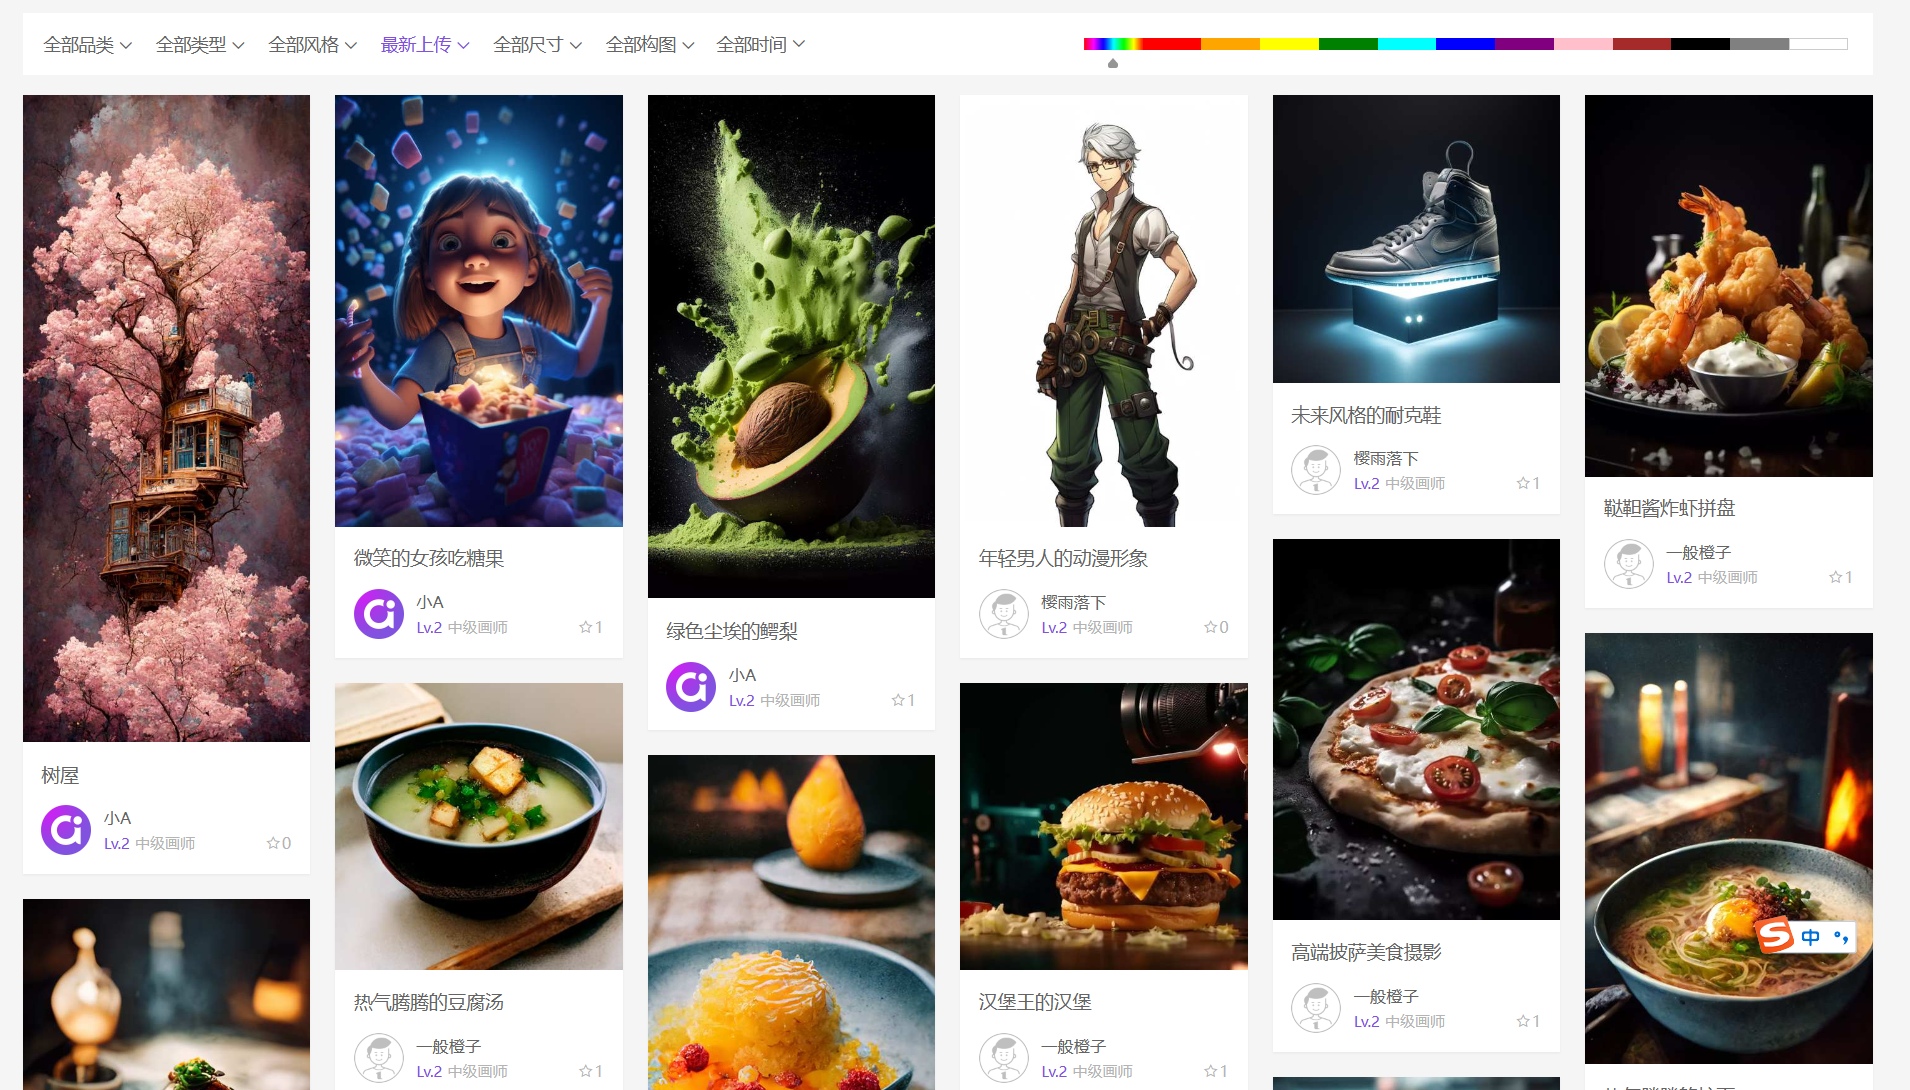 全部品类
全部类型
全部风格
最新上传
全部尺寸
全部构图
全部时间
树屋
小A
Lv.2 中级画师
0
微笑的女孩吃糖果
小A
Lv.2 中级画师
1
热气腾腾的豆腐汤
一般橙子
Lv.2 中级画师
1
绿色尘埃的鳄梨
小A
Lv.2 中级画师
1
年轻男人的动漫形象
樱雨落下
Lv.2 中级画师
0
汉堡王的汉堡
一般橙子
Lv.2 中级画师
1
未来风格的耐克鞋
樱雨落下
Lv.2 中级画师
1
高端披萨美食摄影
一般橙子
Lv.2 中级画师
1
鞑靼酱炸虾拼盘
一般橙子
Lv.2 中级画师
1
中